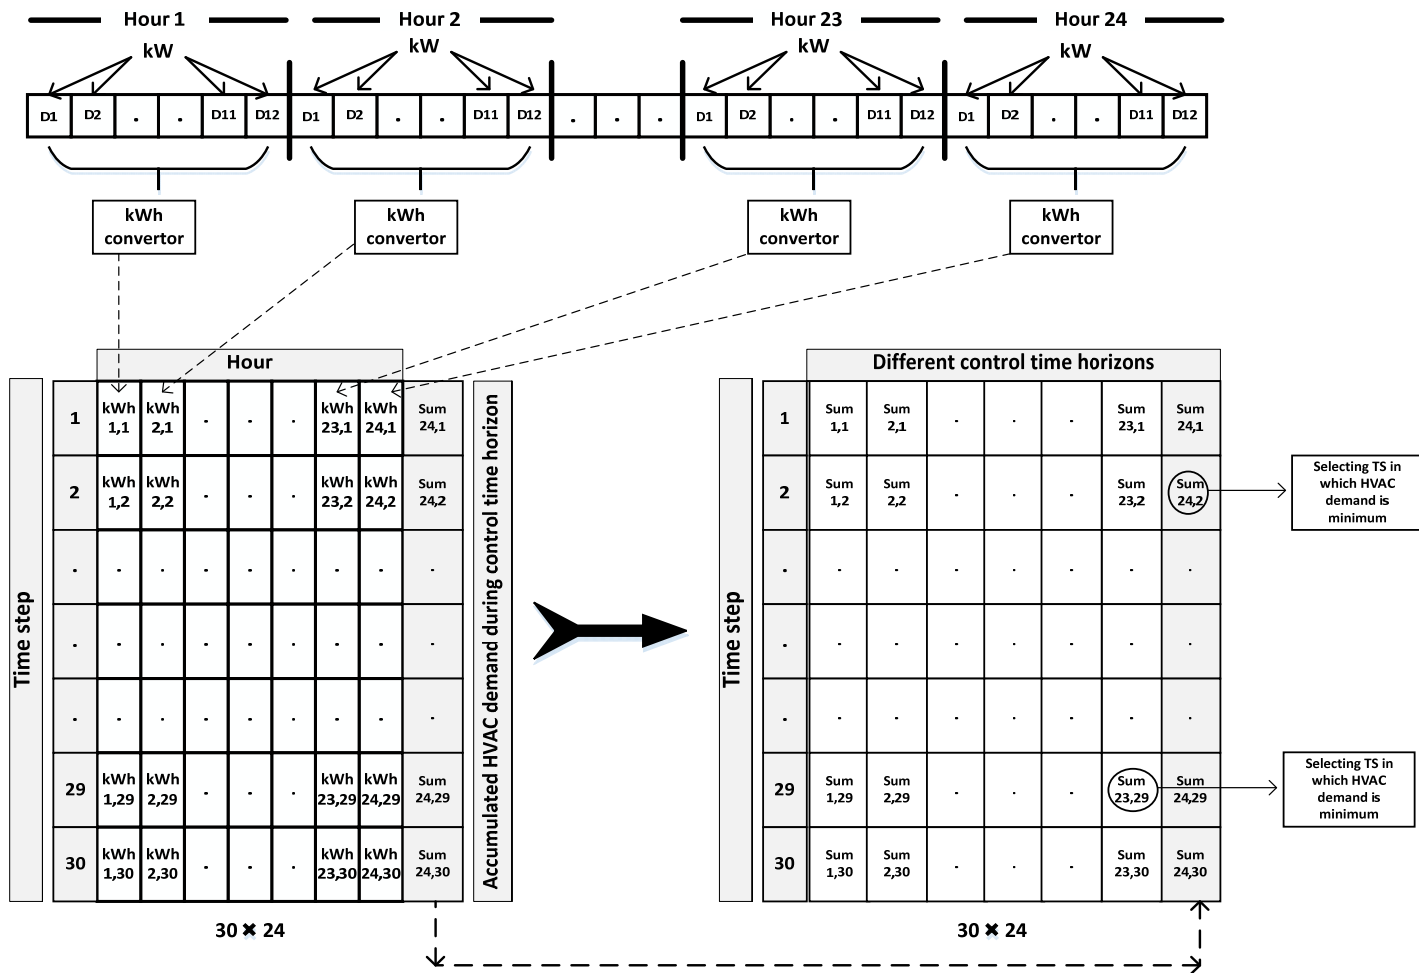 Hour 1 Hour 2 Hour 23 Hour 24
kW kW kW kW
D1 D2 . . D11 D12 D1 D2 . . D11 D12 . . . D1 D2 . . D11 D12 D1 D2 . . D11 D12
kWh
convertor
kWh
convertor
kWh
convertor
kWh
convertor
Hour
Time step
1
kWh
1,1
kWh
2,1
. . .
kWh
23,1
kWh
24,1
Sum
24,1
2
kWh
1,2
kWh
2,2
. . .
kWh
23,2
kWh
24,2
Sum
24,2
. . . . . . . . .
. . . . . . . . .
. . . . . . . . .
29
kWh
1,29
kWh
2,29
. . .
kWh
23,29
kWh
24,29
Sum
24,29
30
kWh
1,30
kWh
2,30
. . .
kWh
23,30
kWh
24,30
Sum
24,30
Accumulated HVAC demand during control time horizon
30 × 24
Different control time horizons
Time step
1
Sum
1,1
Sum
2,1
. . .
Sum
23,1
Sum
24,1
2
Sum
1,2
Sum
2,2
. . .
Sum
23,2
Sum
24,2
. . . . . . . .
. . . . . . . .
. . . . . . . .
29
Sum
1,29
Sum
2,29
. . .
Sum
23,29
Sum
24,29
30
Sum
1,30
Sum
2,30
. . .
Sum
23,30
Sum
24,30
30 × 24
Selecting TS in
which HVAC
demand is
minimum
Selecting TS in
which HVAC
demand is
minimum